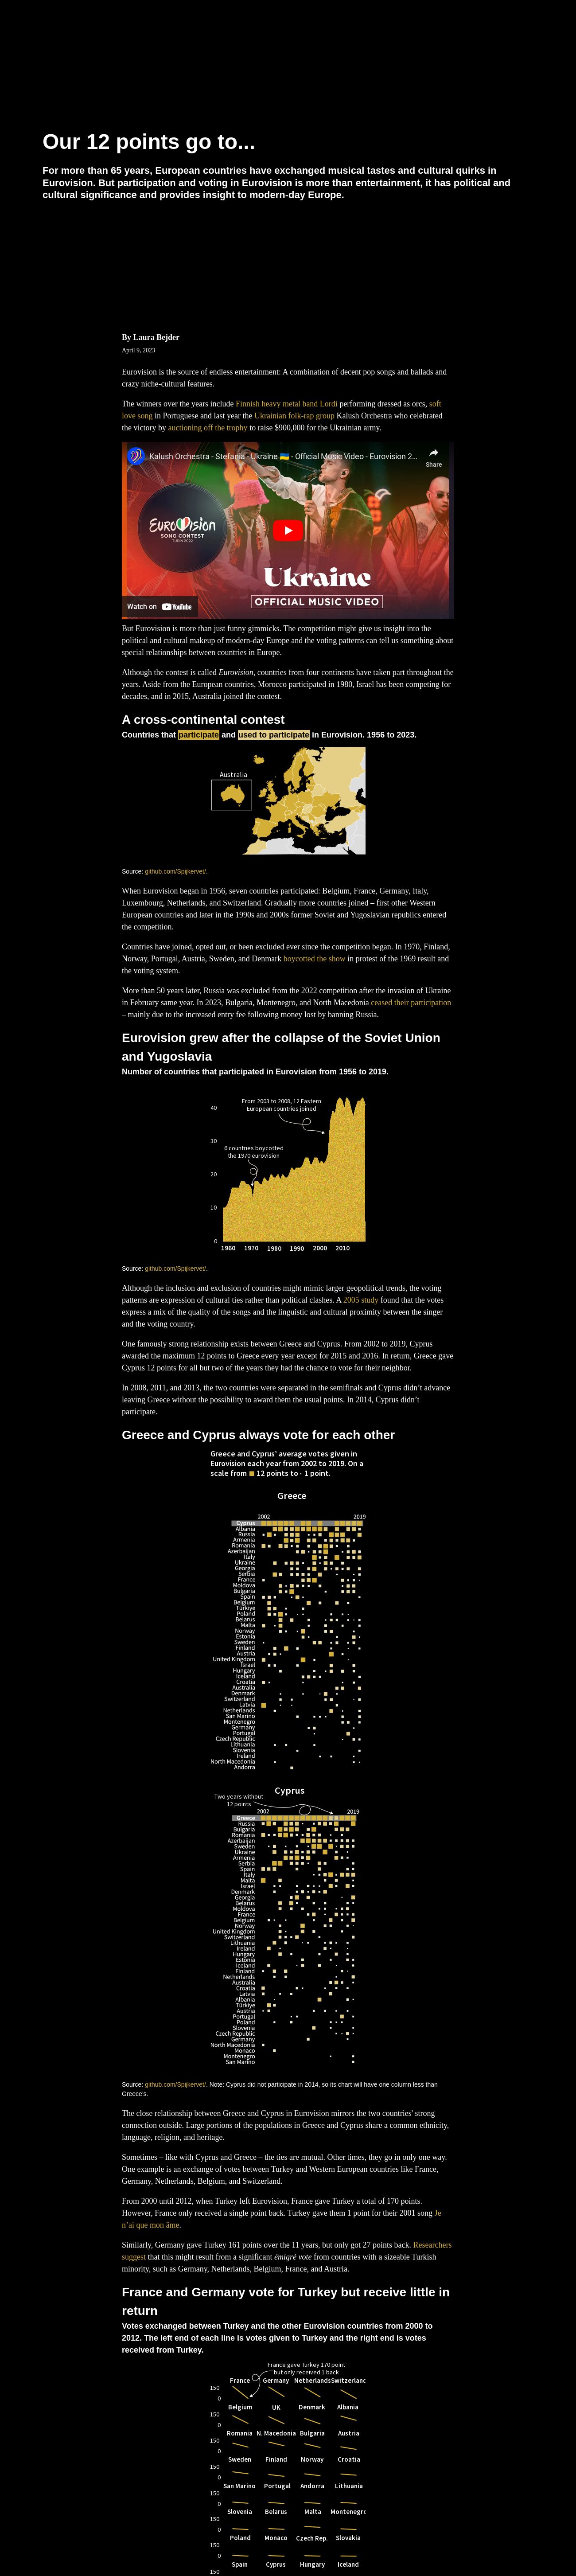 Our 12 points go to...
For more than 65 years, European countries have exchanged musical tastes and cultural quirks in
Eurovision. But participation and voting in Eurovision is more than entertainment, it has political and
cultural significance and provides insight to modern-day Europe.
By Laura Bejder
April 9, 2023
Eurovision is the source of endless entertainment: A combination of decent pop songs and ballads and
crazy niche-cultural features.
The winners over the years include Finnish heavy metal band Lordi performing dressed as orcs, soft
love song in Portuguese and last year the Ukrainian folk-rap group Kalush Orchestra who celebrated
the victory by auctioning off the trophy to raise $900,000 for the Ukrainian army.
Kalush Orchestra - Stefania - Ukraine 🇺🇦 - Official Music Video - Eurovision 2...
Share
EUROVISION
SONG CONTEST
TURIN 2022
Ukraine
OFFICIAL MUSIC VIDEO
Watch on YouTube
But Eurovision is more than just funny gimmicks. The competition might give us insight into the
political and cultural makeup of modern-day Europe and the voting patterns can tell us something about
special relationships between countries in Europe.
Although the contest is called Eurovision, countries from four continents have taken part throughout the
years. Aside from the European countries, Morocco participated in 1980, Israel has been competing for
decades, and in 2015, Australia joined the contest.
A cross-continental contest
Countries that participate and used to participate in Eurovision. 1956 to 2023.
Australia
Source: github.com/Spijkervet/.
When Eurovision began in 1956, seven countries participated: Belgium, France, Germany, Italy,
Luxembourg, Netherlands, and Switzerland. Gradually more countries joined – first other Western
European countries and later in the 1990s and 2000s former Soviet and Yugoslavian republics entered
the competition.
Countries have joined, opted out, or been excluded ever since the competition began. In 1970, Finland,
Norway, Portugal, Austria, Sweden, and Denmark boycotted the show in protest of the 1969 result and
the voting system.
More than 50 years later, Russia was excluded from the 2022 competition after the invasion of Ukraine
in February same year. In 2023, Bulgaria, Montenegro, and North Macedonia ceased their participation
– mainly due to the increased entry fee following money lost by banning Russia.
Eurovision grew after the collapse of the Soviet Union
and Yugoslavia
Number of countries that participated in Eurovision from 1956 to 2019.
From 2003 to 2008, 12 Eastern
European countries joined
40
30
6 countries boycotted
the 1970 eurovision
20
10
0
1960 1970 1980 1990 2000 2010
Source: github.com/Spijkervet/.
Although the inclusion and exclusion of countries might mimic larger geopolitical trends, the voting
patterns are expression of cultural ties rather than political clashes. A 2005 study found that the votes
express a mix of the quality of the songs and the linguistic and cultural proximity between the singer
and the voting country.
One famously strong relationship exists between Greece and Cyprus. From 2002 to 2019, Cyprus
awarded the maximum 12 points to Greece every year except for 2015 and 2016. In return, Greece gave
Cyprus 12 points for all but two of the years they had the chance to vote for their neighbor.
In 2008, 2011, and 2013, the two countries were separated in the semifinals and Cyprus didn't advance
leaving Greece without the possibility to award them the usual points. In 2014, Cyprus didn't
participate.
Greece and Cyprus always vote for each other
Greece and Cyprus' average votes given in
Eurovision each year from 2002 to 2019. On a
scale from 12 points to - 1 point.
Greece
2002 2019
Cyprus
Albania
Russia
Armenia
Romania
Azerbaijan
Italy
Ukraine
Georgia
Serbia
France
Moldova
Bulgaria
Spain
Belgium
Türkiye
Poland
Belarus
Malta
Norway
Estonia
Sweden
Finland
Austria
United Kingdom
Israel
Hungary
Iceland
Croatia
Australia
Denmark
Switzerland
Latvia
Netherlands
San Marino
Montenegro
Germany
Portugal
Czech Republic
Lithuania
Slovenia
Ireland
North Macedonia
Andorra
Cyprus
Two years without
12 points
2002 2019
Greece
Russia
Bulgaria
Romania
Azerbaijan
Sweden
Ukraine
Armenia
Serbia
Spain
Italy
Malta
Israel
Denmark
Georgia
Belarus
Moldova
France
Belgium
Norway
United Kingdom
Switzerland
Lithuania
Ireland
Hungary
Estonia
Iceland
Finland
Netherlands
Australia
Croatia
Latvia
Albania
Türkiye
Austria
Portugal
Poland
Slovenia
Czech Republic
Germany
North Macedonia
Monaco
Montenegro
San Marino
Source: github.com/Spijkervet/. Note: Cyprus did not participate in 2014, so its chart will have one column less than
Greece's.
The close relationship between Greece and Cyprus in Eurovision mirrors the two countries' strong
connection outside. Large portions of the populations in Greece and Cyprus share a common ethnicity,
language, religion, and heritage.
Sometimes – like with Cyprus and Greece – the ties are mutual. Other times, they go in only one way.
One example is an exchange of votes between Turkey and Western European countries like France,
Germany, Netherlands, Belgium, and Switzerland.
From 2000 until 2012, when Turkey left Eurovision, France gave Turkey a total of 170 points.
However, France only received a single point back. Turkey gave them 1 point for their 2001 song Je
n'ai que mon âme.
Similarly, Germany gave Turkey 161 points over the 11 years, but only got 27 points back. Researchers
suggest that this might result from a significant émigré vote from countries with a sizeable Turkish
minority, such as Germany, Netherlands, Belgium, France, and Austria.
France and Germany vote for Turkey but receive little in
return
Votes exchanged between Turkey and the other Eurovision countries from 2000 to
2012. The left end of each line is votes given to Turkey and the right end is votes
received from Turkey.
France gave Turkey 170 point
but only received 1 back
France Germany Netherlands Switzerland
150
0
Belgium UK Denmark Albania
150
0
Romania N. Macedonia Bulgaria Austria
150
0
Sweden Finland Norway Croatia
150
0
San Marino Portugal Andorra Lithuania
150
0
Slovenia Belarus Malta Montenegro
150
0
Poland Monaco Czech Rep. Slovakia
150
0
Spain Cyprus Hungary Iceland
150